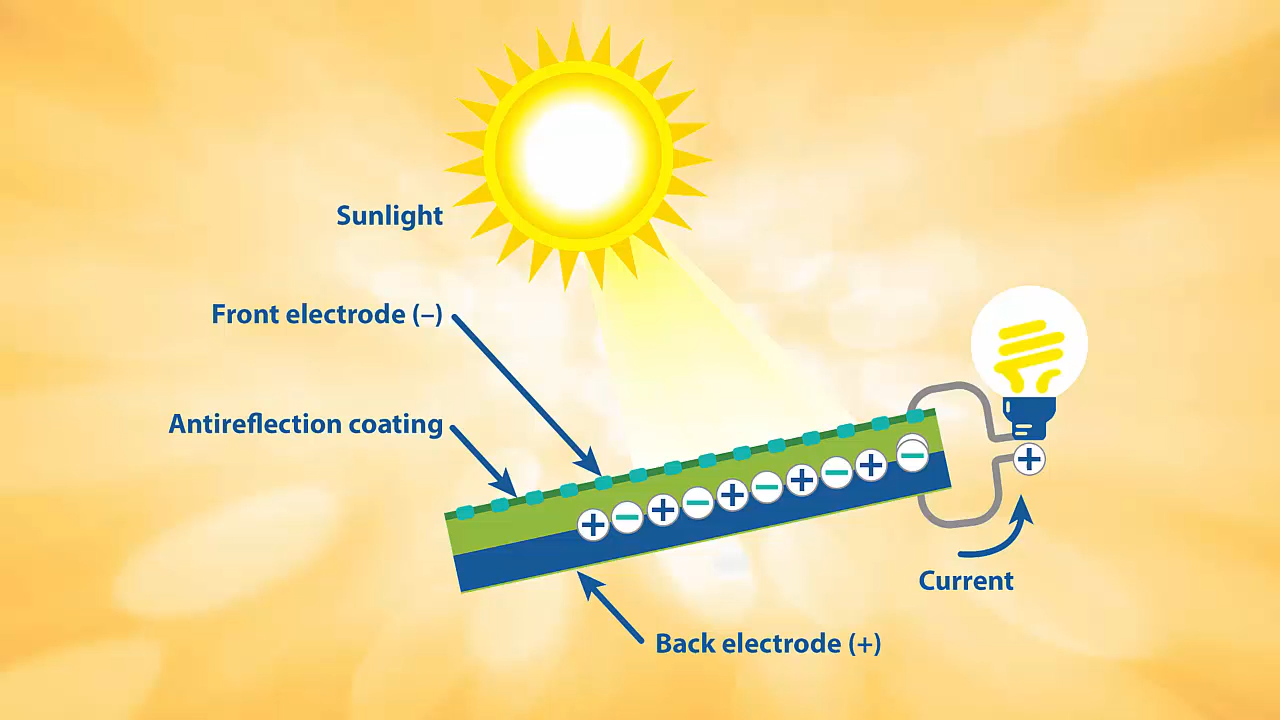 Sunlight
Front electrode (–)
Antireflection coating
+ – + – + – + – + –
+
Current
Back electrode (+)